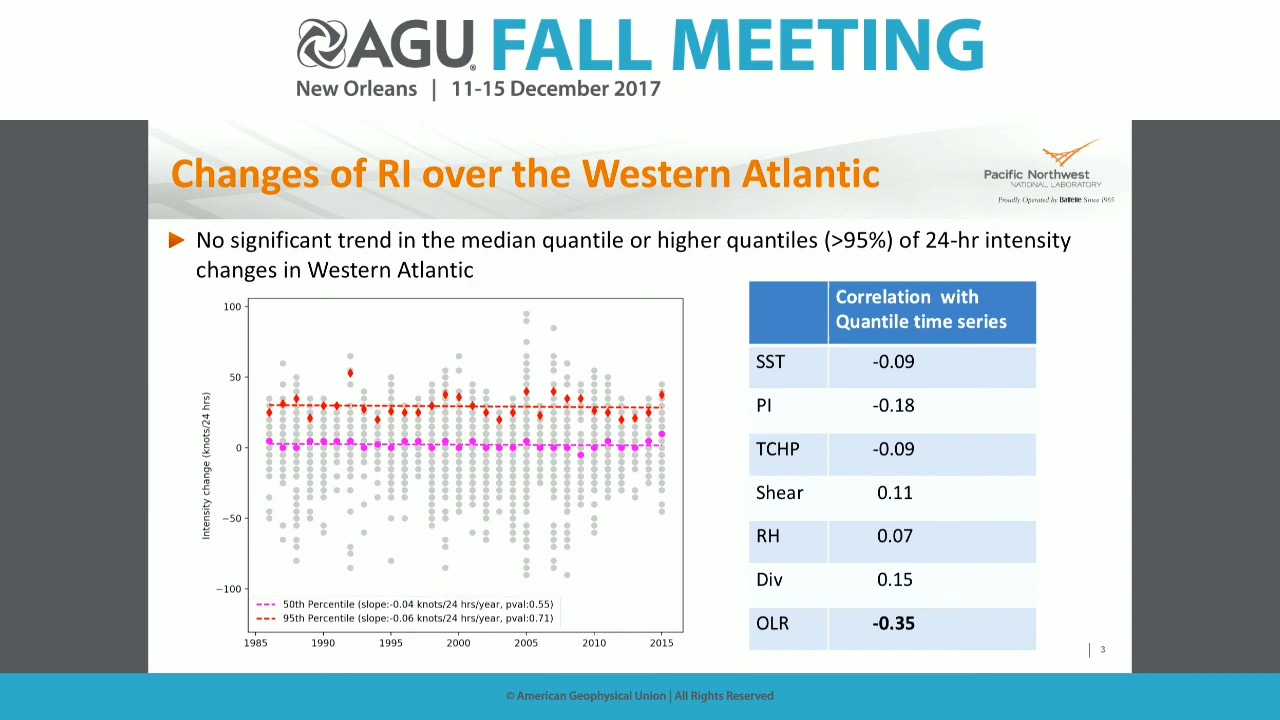 AGU FALL MEETING
New Orleans | 11-15 December 2017
Changes of RI over the Western Atlantic
Pacific Northwest
NATIONAL LABORATORY
Proudly Operated by Battelle Since 1965
No significant trend in the median quantile or higher quantiles (>95%) of 24-hr intensity
changes in Western Atlantic
Intensity change (knots/24 hrs)
100
50
0
−50
−100
50th Percentile (slope:-0.04 knots/24 hrs/year, pval:0.55)
95th Percentile (slope:-0.06 knots/24 hrs/year, pval:0.71)
1985 1990 1995 2000 2005 2010 2015
Correlation with
Quantile time series
SST -0.09
PI -0.18
TCHP -0.09
Shear 0.11
RH 0.07
Div 0.15
OLR -0.35
3
© American Geophysical Union | All Rights Reserved